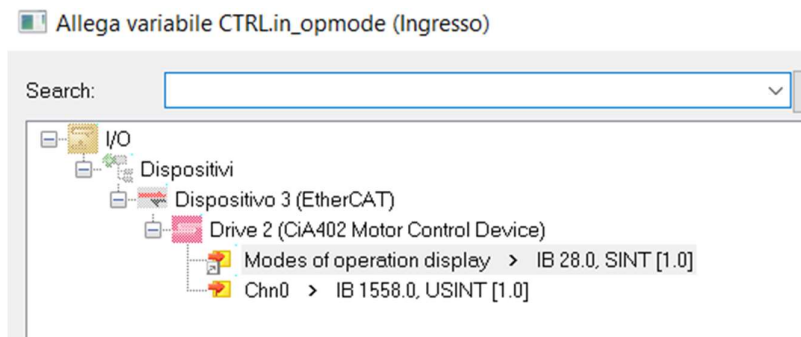 Allega variabile CTRL.in_opmode (Ingresso)
Search:
I/O
Dispositivi
Dispositivo 3 (EtherCAT)
Drive 2 (CiA402 Motor Control Device)
Modes of operation display > IB 28.0, SINT [1.0]
Chn0 > IB 1558.0, USINT [1.0]